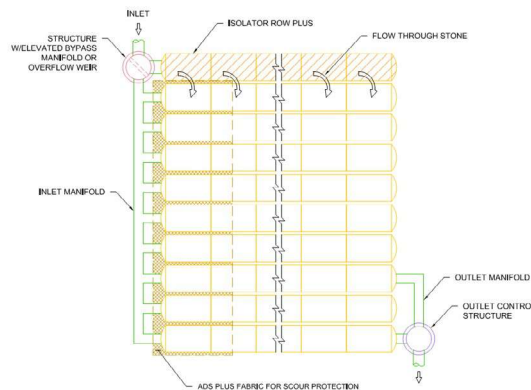 INLET
STRUCTURE
W/ELEVATED BYPASS
MANIFOLD OR
OVERFLOW WEIR
ISOLATOR ROW PLUS
FLOW THROUGH STONE
INLET MANIFOLD
OUTLET MANIFOLD
OUTLET CONTRO
STRUCTURE
ADS PLUS FABRIC FOR SCOUR PROTECTION